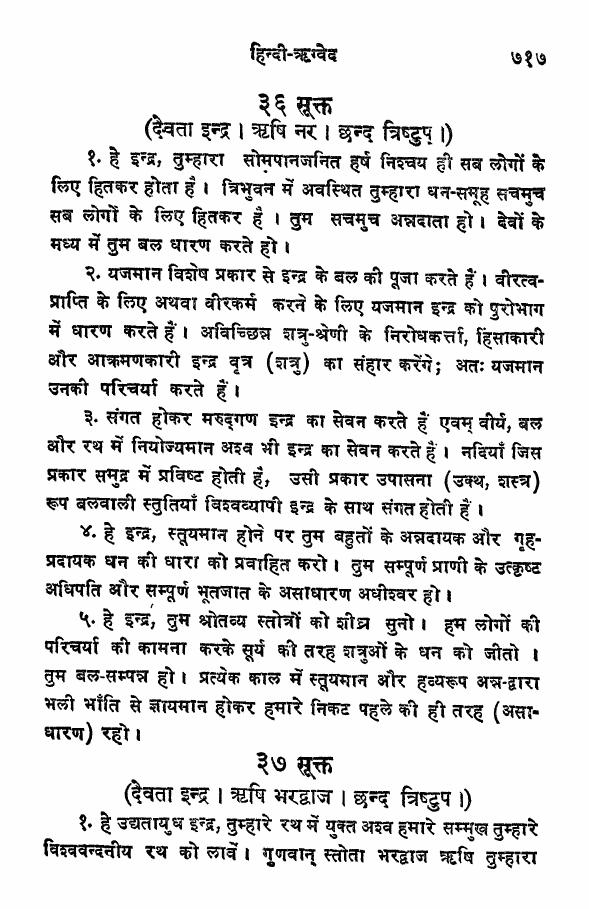 हिन्दी-ऋग्वेद ७१७
३६ सूक्त
(देवता इन्द्र। ऋषि नर। छन्द त्रिष्टुप्।)
१. हे इन्द्र, तुम्हारा सोमपानजनित हर्ष निश्चय ही सब लोगों के
लिए हितकर होता है। त्रिभुवन में अवस्थित तुम्हारा धन-समूह सचमुच
सब लोगों के लिए हितकर है। तुम सचमुच अन्नदाता हो। देवों के
मध्य में तुम बल धारण करते हो।
२. यजमान विशेष प्रकार से इन्द्र के बल की पूजा करते हैं। वीरत्व-
प्राप्ति के लिए अथवा वीरकर्म करने के लिए यजमान इन्द्र को पुरोभाग
में धारण करते हैं। अविच्छिन्न शत्रु-श्रेणी के निरोधकर्त्ता, हिंसाकारी
और आक्रमणकारी इन्द्र वृत्र (शत्रु) का संहार करेंगे; अतः यजमान
उनकी परिचर्या करते हैं।
३. संगत होकर मरुद्गण इन्द्र का सेवन करते हैं एवम् वीर्य, बल
और रथ में नियोज्यमान अश्व भी इन्द्र का सेवन करते हैं। नदियाँ जिस
प्रकार समुद्र में प्रविष्ट होती है, उसी प्रकार उपासना (उक्थ, शस्त्र)
रूप बलवाली स्तुतियाँ विश्वव्यापी इन्द्र के साथ संगत होती हैं।
४. हे इन्द्र, स्तूयमान होने पर तुम बहुतों के अन्नदायक और गृह-
प्रदायक धन की धारा को प्रवाहित करो। तुम सम्पूर्ण प्राणी के उत्कृष्ट
अधिपति और सम्पूर्ण भूतजात के असाधारण अधीश्वर हो।
५. हे इन्द्र, तुम श्रोतव्य स्तोत्रों को शीघ्र सुनो। हम लोगों की
परिचर्या की कामना करके सूर्य की तरह शत्रुओं के धन को जीतो ।
तुम बल-सम्पन्न हो। प्रत्येक काल में स्तूयमान और हव्यरूप अन्न-द्वारा
भली भाँति से ज्ञायमान होकर हमारे निकट पहले की ही तरह (असा-
धारण) रहो।
३७ सूक्त
(देवता इन्द्र। ऋषि भरद्वाज। छन्द त्रिष्टुप।)
१. हे उद्यतायुध इन्द्र, तुम्हारे रथ में युक्त अश्व हमारे सम्मुख तुम्हारे
विश्ववन्दनीय रथ को लावें। गुणवान् स्तोता भरद्वाज ऋषि तुम्हारा